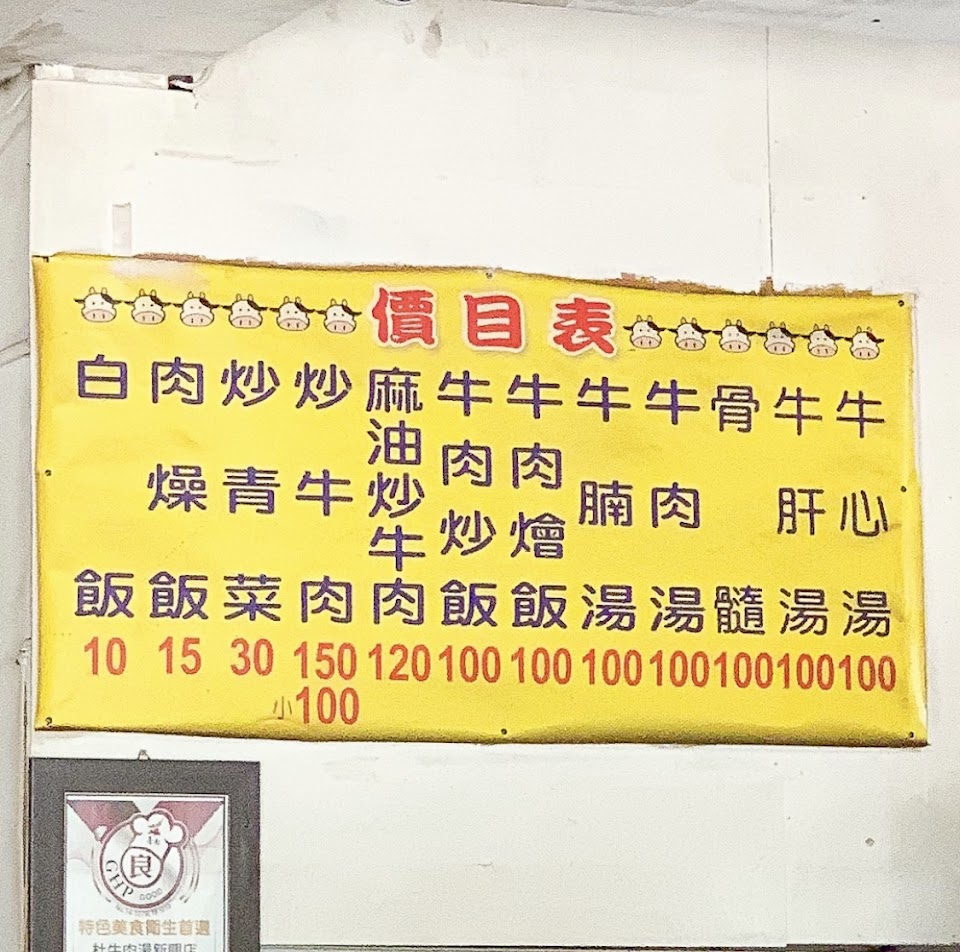 價目表
牛心湯 100
牛肝湯 100
骨髓 100
牛肉湯 100
牛腩湯 100
牛肉燴飯 100
牛肉炒飯 100
麻油炒牛肉 120
炒牛肉 150 小100
炒青菜 30
肉燥飯 15
白飯 10
良
GHP GOOD
特色美食衛生首選